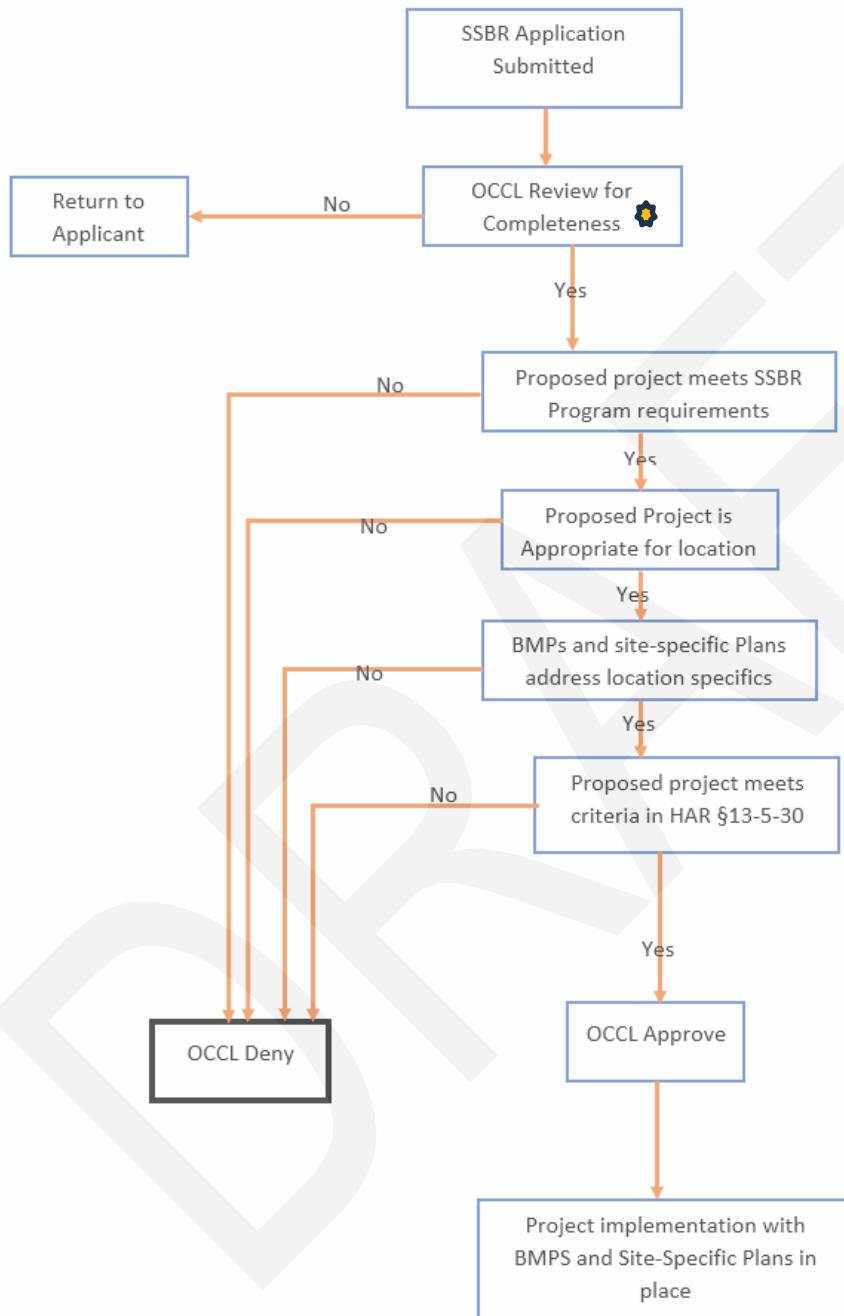 SSBR Application
Submitted
OCCL Review for
Completeness
No
Return to
Applicant
Yes
Proposed project meets SSBR
Program requirements
No
Yes
Proposed Project is
Appropriate for location
No
Yes
BMPs and site-specific Plans
address location specifics
No
Yes
Proposed project meets
criteria in HAR §13-5-30
No
Yes
OCCL Deny
OCCL Approve
Project implementation with
BMPS and Site-Specific Plans in
place
DRAFT